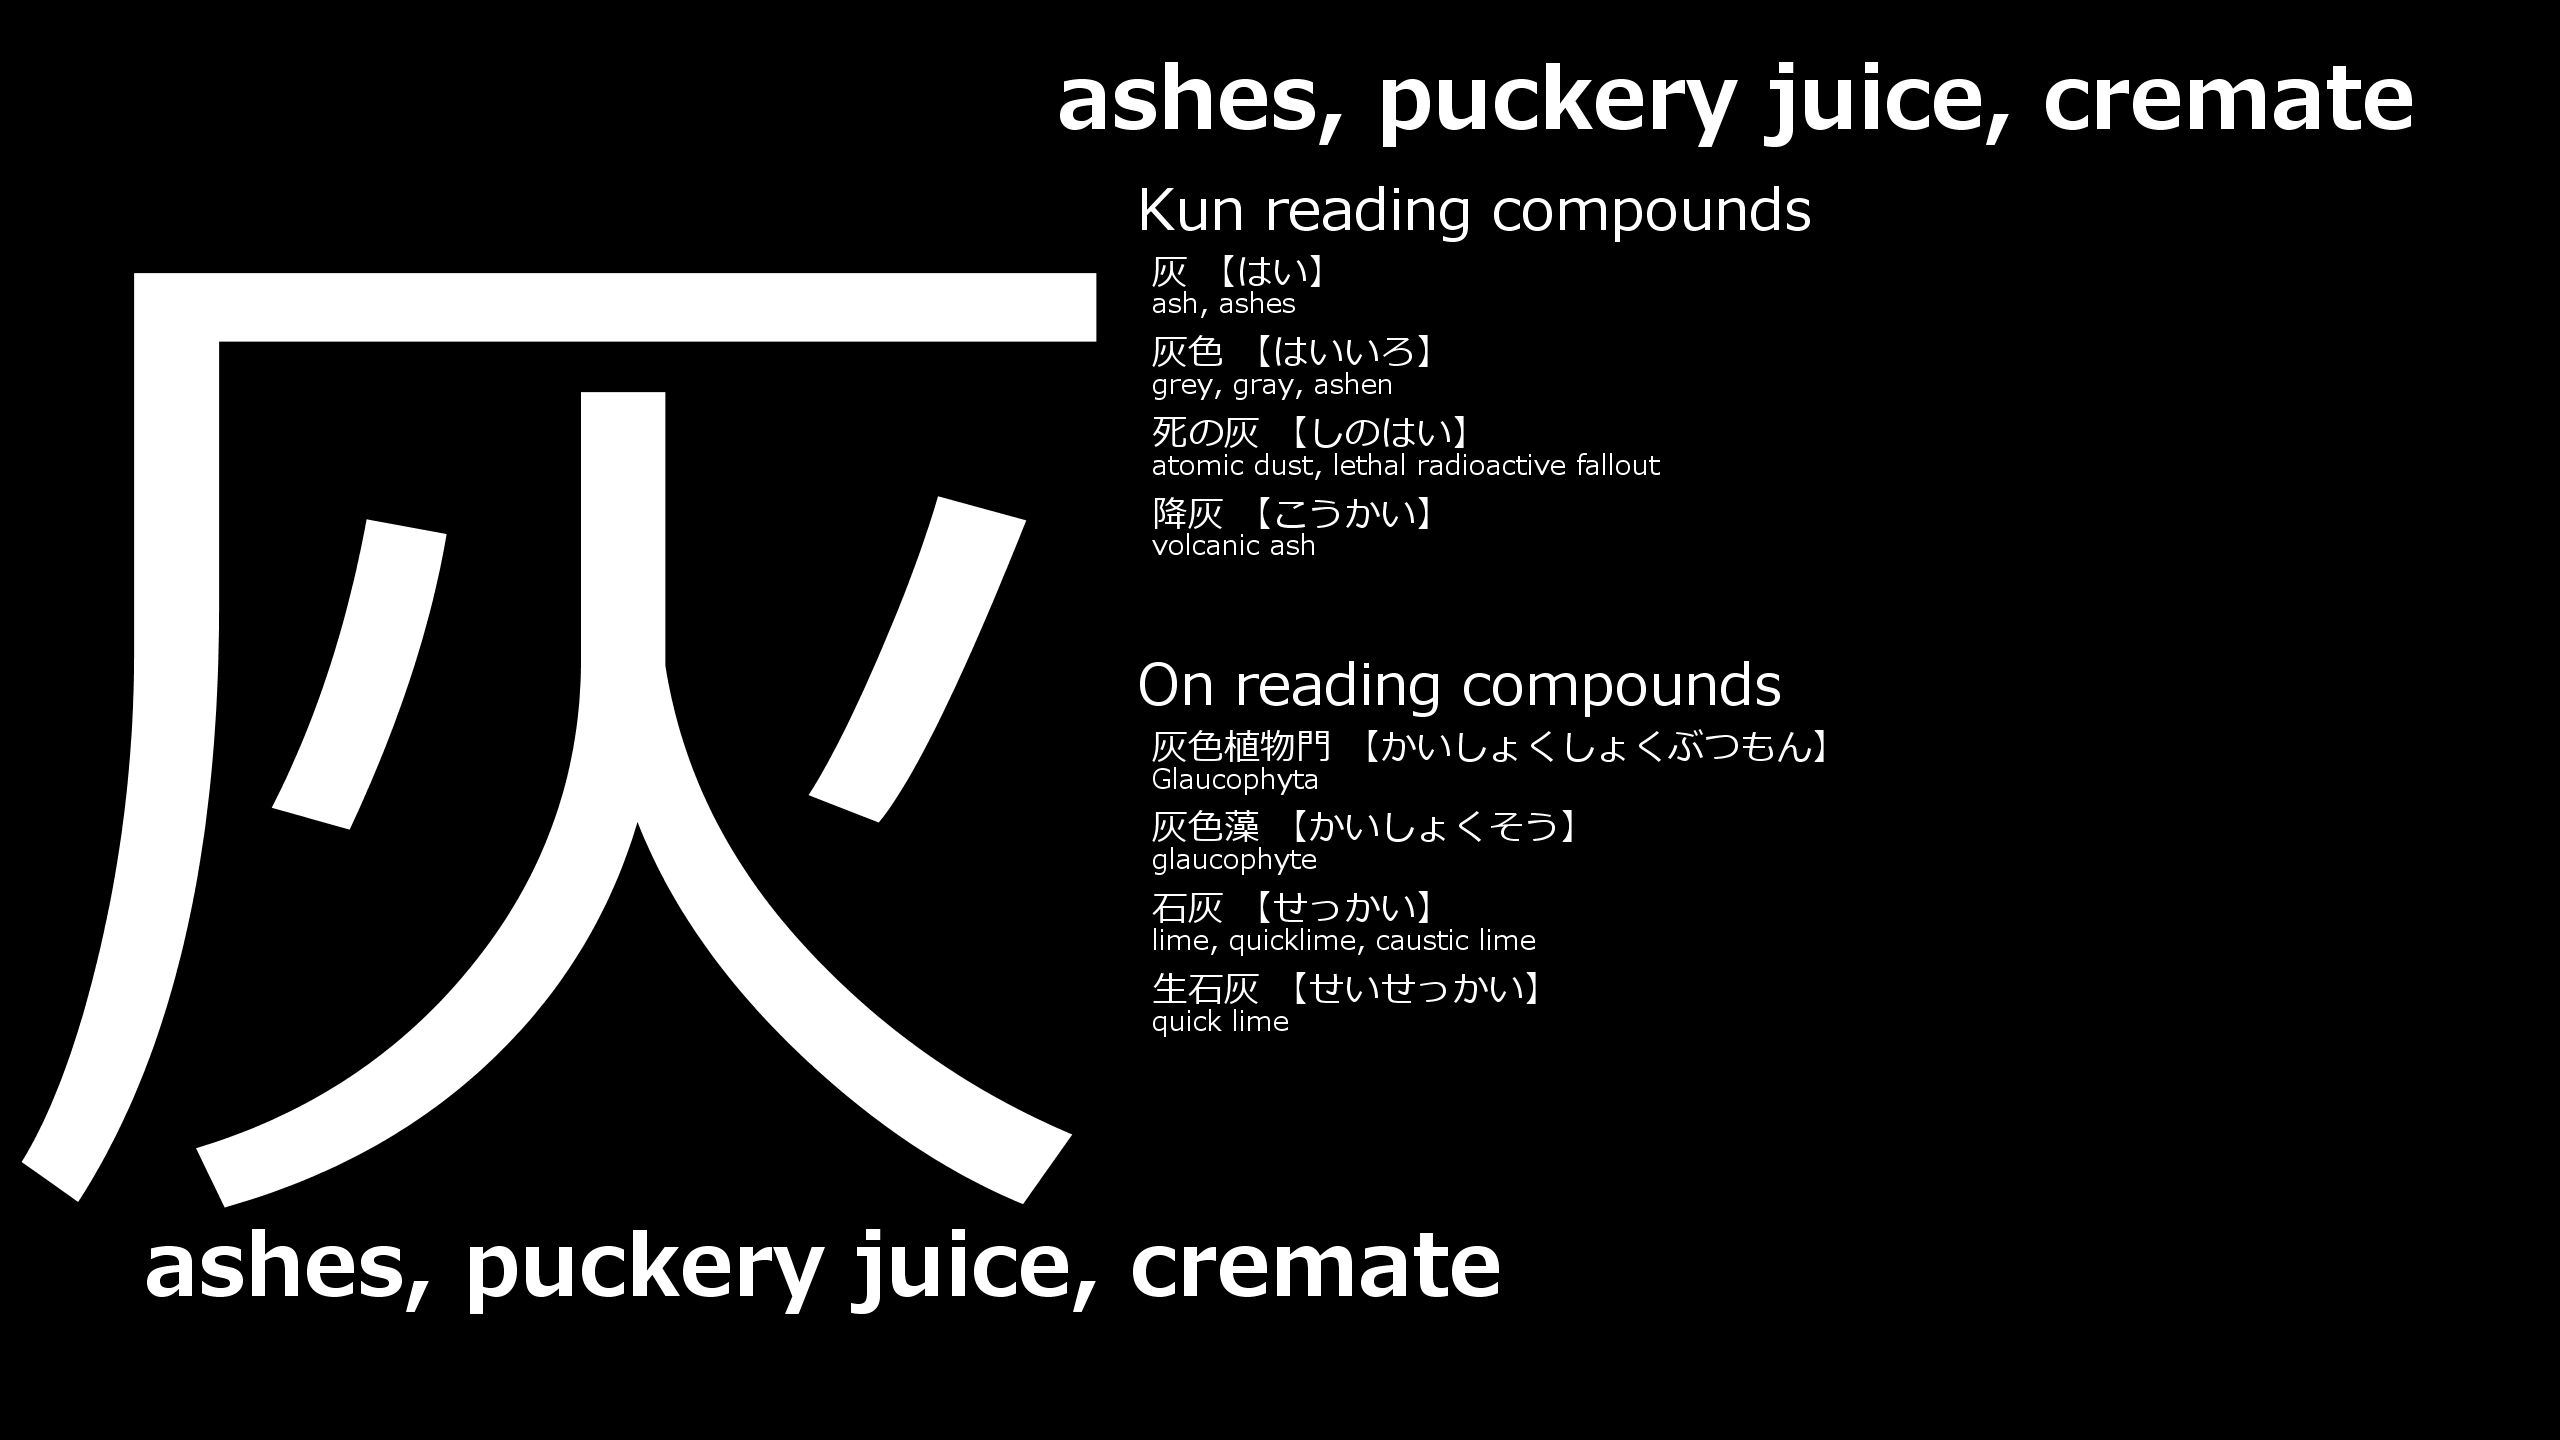 ashes, puckery juice, cremate
灰
Kun reading compounds
灰 【はい】
ash, ashes
灰色 【はいいろ】
grey, gray, ashen
死の灰 【しのはい】
atomic dust, lethal radioactive fallout
降灰 【こうかい】
volcanic ash
On reading compounds
灰色植物門 【かいしょくしょくぶつもん】
Glaucophyta
灰色藻 【かいしょくそう】
glaucophyte
石灰 【せっかい】
lime, quicklime, caustic lime
生石灰 【せいせっかい】
quick lime
ashes, puckery juice, cremate